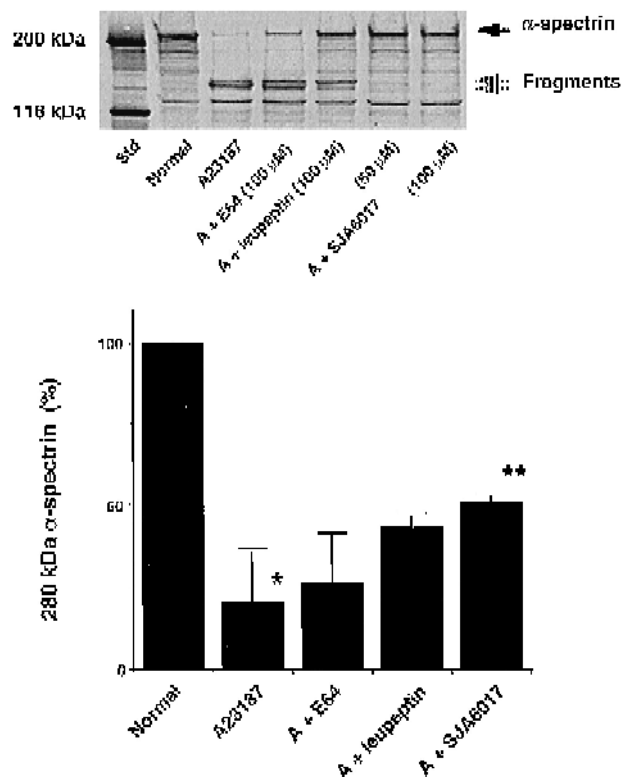 200 kDa
α-spectrin
116 kDa
Fragments
Std
Normal
A23187
A + E64 (100 μM)
A + leupeptin (100 μM)
A + SJA6017
(50 μM)
(100 μM)
280 kDa α-spectrin (%)
100
50
0
*
**
Normal
A23187
A + E64
A + leupeptin
A + SJA6017